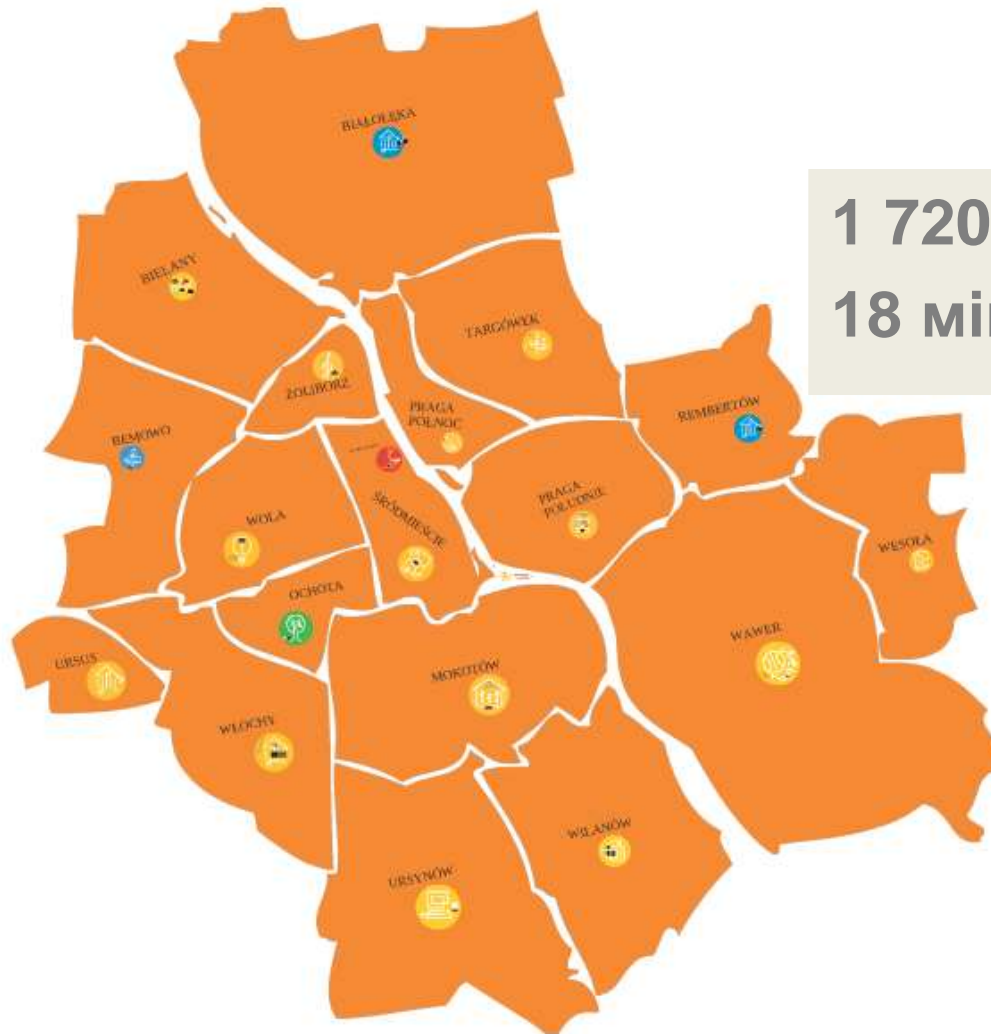 BIAŁOŁĘKA
1 720
18 мі
BIELANY
TARGÓWEK
ŻOLIBORZ
PRAGA
PÓŁNOC
REMBERTÓW
BEMOWO
PRAGA
POŁUDNIE
WOLA
ŚRÓDMIEŚCIE
WESOŁA
OCHOTA
WAWER
URSUS
MOKOTÓW
WŁOCHY
WILANÓW
URSYNÓW